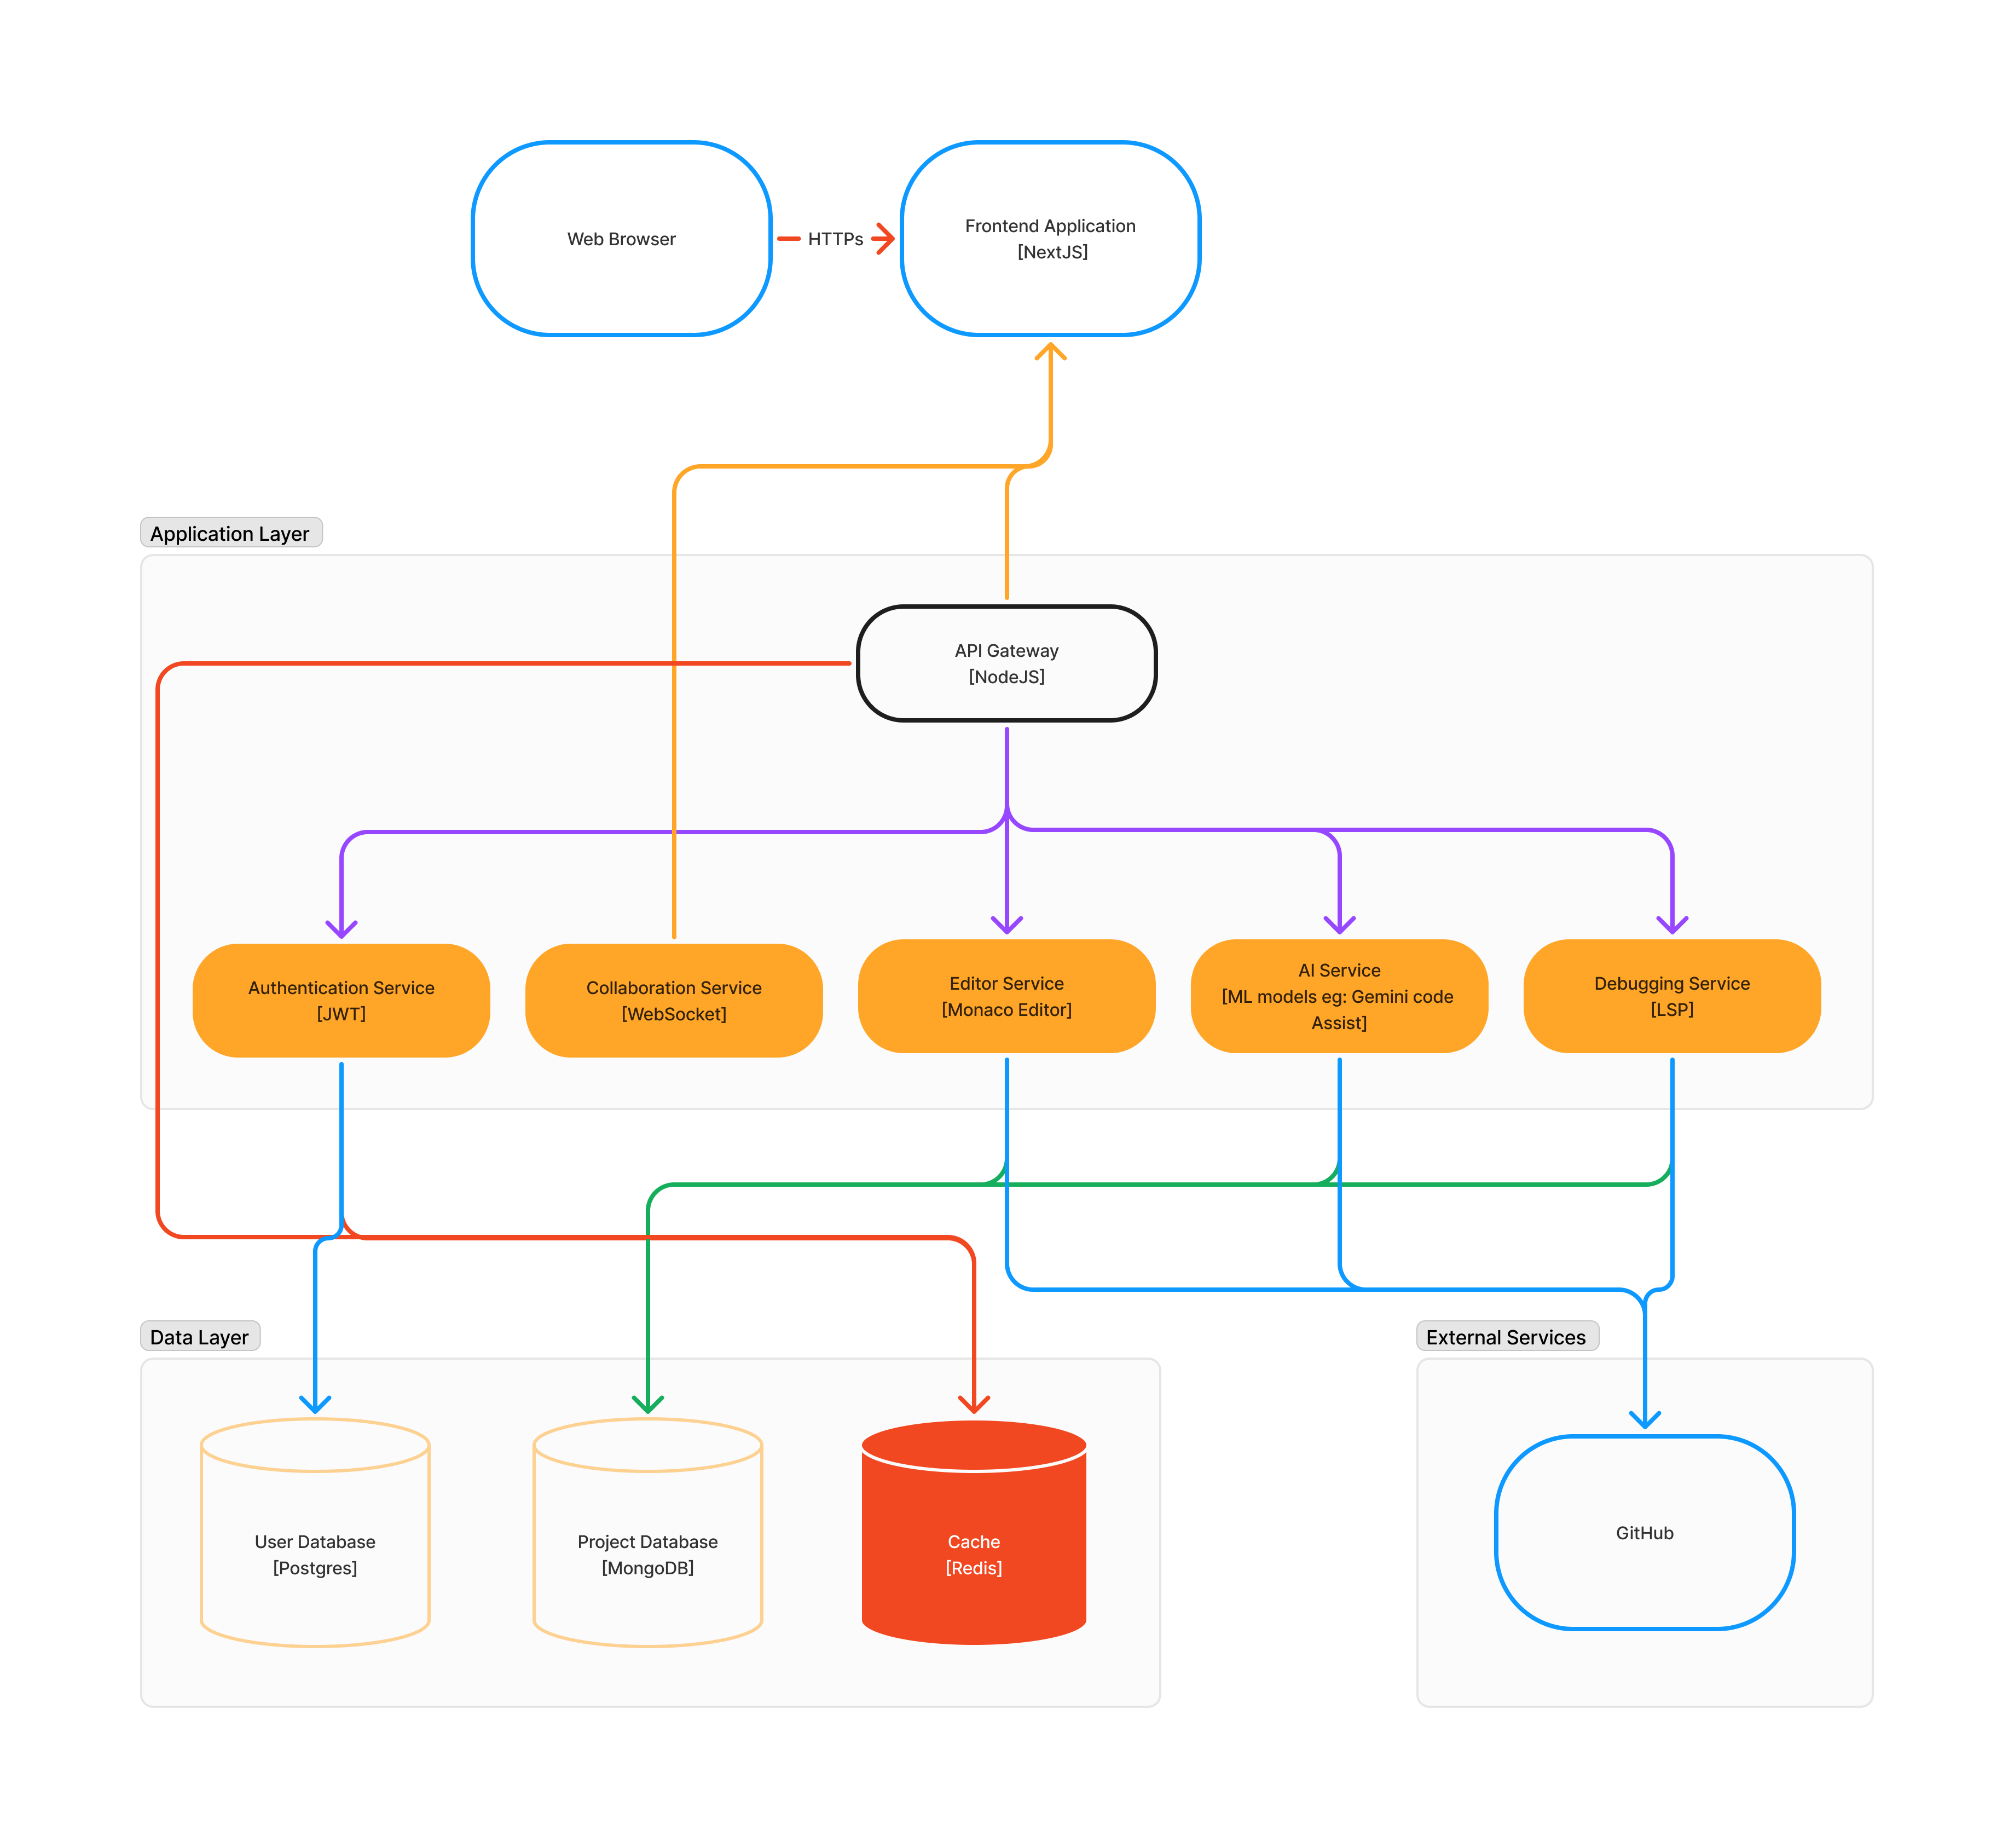 Web Browser
HTTPs
Frontend Application
[NextJS]
Application Layer
API Gateway
[NodeJS]
Authentication Service
[JWT]
Collaboration Service
[WebSocket]
Editor Service
[Monaco Editor]
AI Service
[ML models eg: Gemini code
Assist]
Debugging Service
[LSP]
Data Layer
External Services
User Database
[Postgres]
Project Database
[MongoDB]
Cache
[Redis]
GitHub